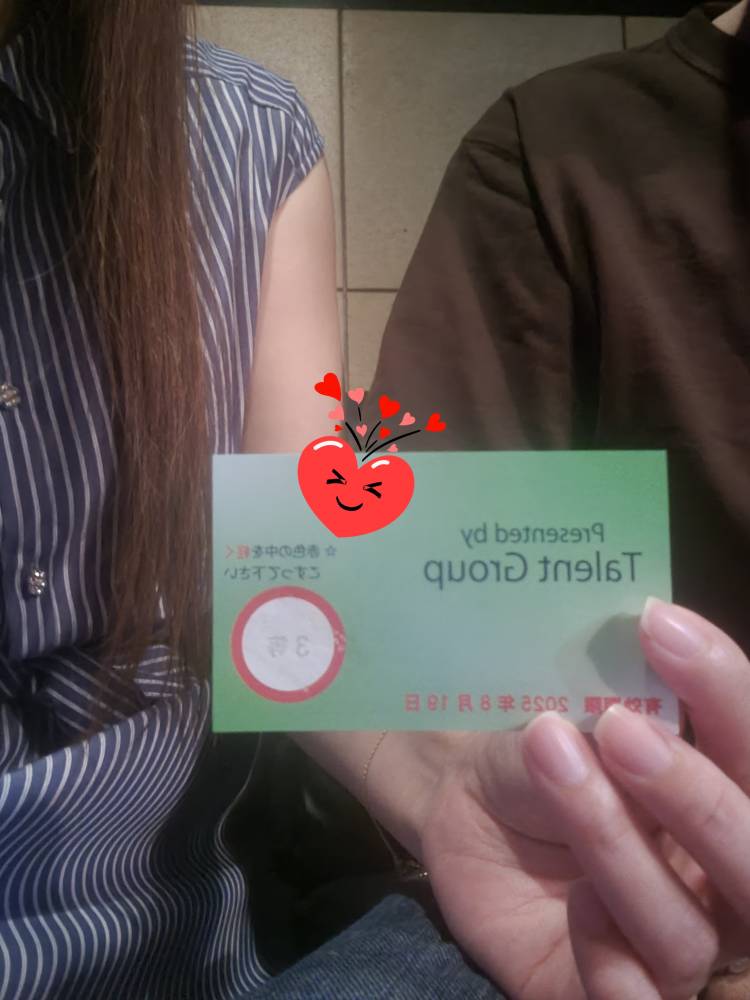 Presented by
Talent Group
☆赤色の中を軽く
こすって下さい
3等
有効期限 2025年8月19日